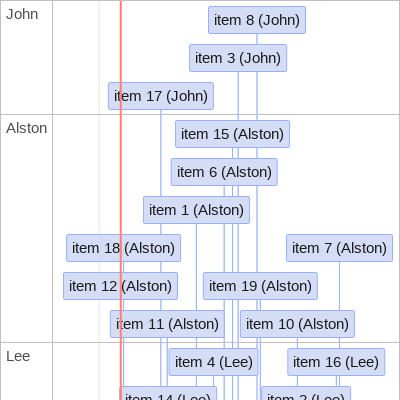 John
item 8 (John)
item 3 (John)
item 17 (John)
Alston
item 15 (Alston)
item 6 (Alston)
item 1 (Alston)
item 18 (Alston)
item 7 (Alston)
item 12 (Alston)
item 19 (Alston)
item 11 (Alston)
item 10 (Alston)
Lee
item 4 (Lee)
item 16 (Lee)
item 14 (Lee)
item 2 (Lee)